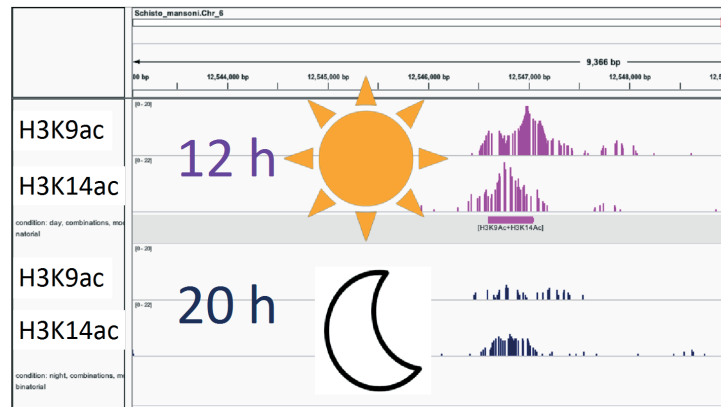 Schisto_mansoni.Chr_6
9,366 bp
00 bp 12,544,000 bp 12,545,000 bp 12,546,000 bp 12,547,000 bp 12,548,000 bp
[0 - 20]
H3K9ac
12 h
[0 - 22]
H3K14ac
condition: day, combinations, mo
natorial
[H3K9Ac+H3K14Ac]
[0 - 20]
H3K9ac
20 h
[0 - 22]
H3K14ac
condition: night, combinations, m
binatorial